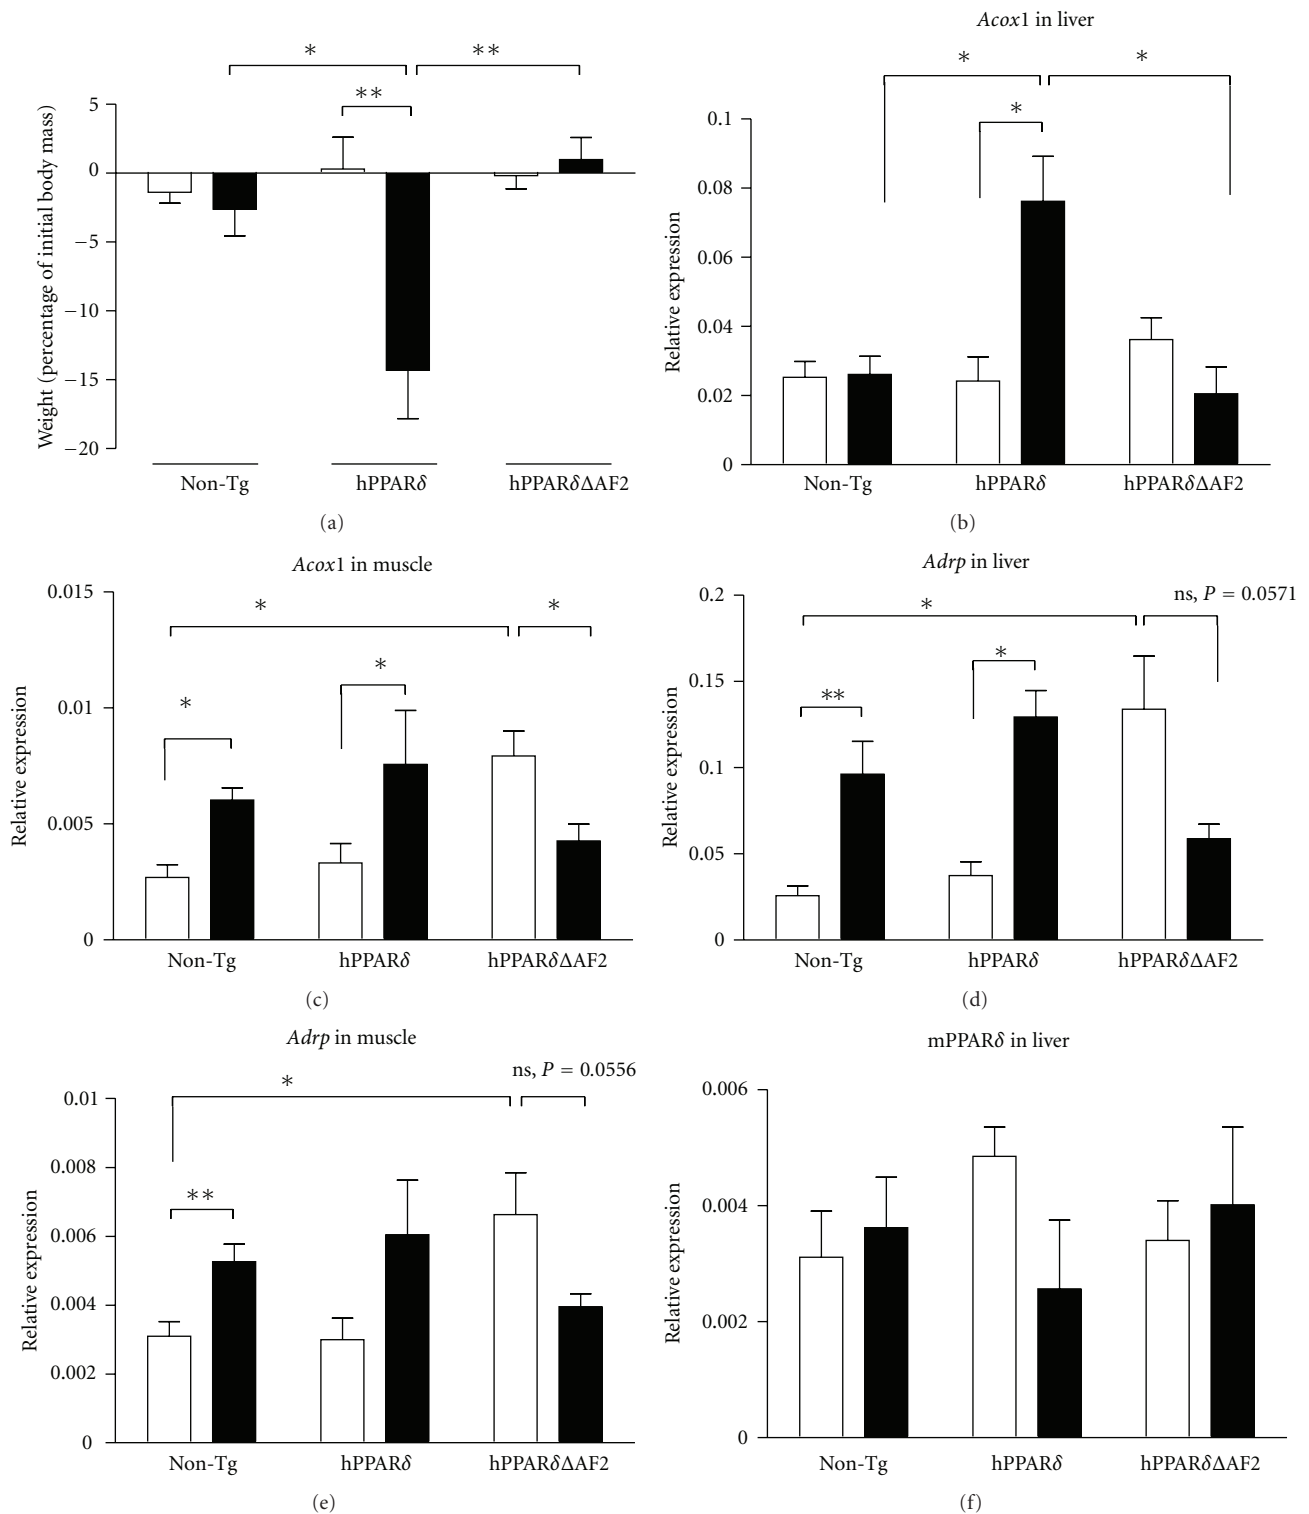 ∗
∗∗
∗∗
5
0
−5
−10
−15
−20
Weight (percentage of initial body mass)
Non-Tg
hPPARδ
hPPARδΔAF2
(a)
Acox1 in liver
∗
∗
∗
0.1
0.08
0.06
0.04
0.02
0
Relative expression
Non-Tg
hPPARδ
hPPARδΔAF2
(b)
Acox1 in muscle
0.015
0.01
0.005
0
Relative expression
∗
∗
∗
∗
Non-Tg
hPPARδ
hPPARδΔAF2
(c)
Adrp in liver
0.2
0.15
0.1
0.05
0
Relative expression
∗
ns, P = 0.0571
∗
∗∗
Non-Tg
hPPARδ
hPPARδΔAF2
(d)
Adrp in muscle
0.01
0.008
0.006
0.004
0.002
0
Relative expression
∗
ns, P = 0.0556
∗∗
Non-Tg
hPPARδ
hPPARδΔAF2
(e)
mPPARδ in liver
0.006
0.004
0.002
0
Relative expression
Non-Tg
hPPARδ
hPPARδΔAF2
(f)